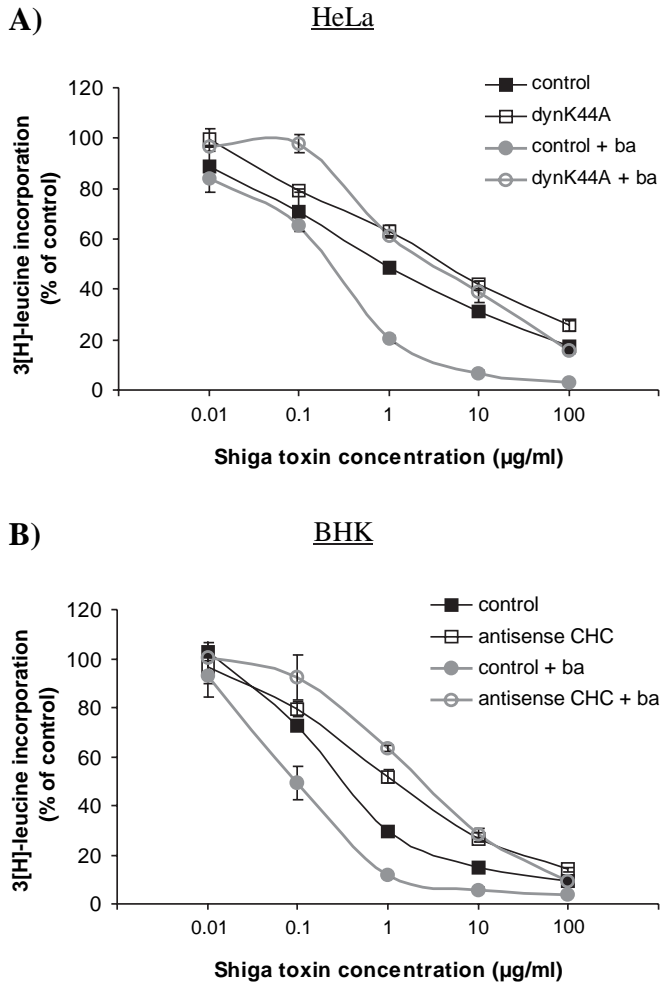 A)
HeLa
control
dynK44A
control + ba
dynK44A + ba
3[H]-leucine incorporation
(% of control)
120
100
80
60
40
20
0
0.01 0.1 1 10 100
Shiga toxin concentration (µg/ml)
B)
BHK
control
antisense CHC
control + ba
antisense CHC + ba
3[H]-leucine incorporation
(% of control)
120
100
80
60
40
20
0
0.01 0.1 1 10 100
Shiga toxin concentration (µg/ml)